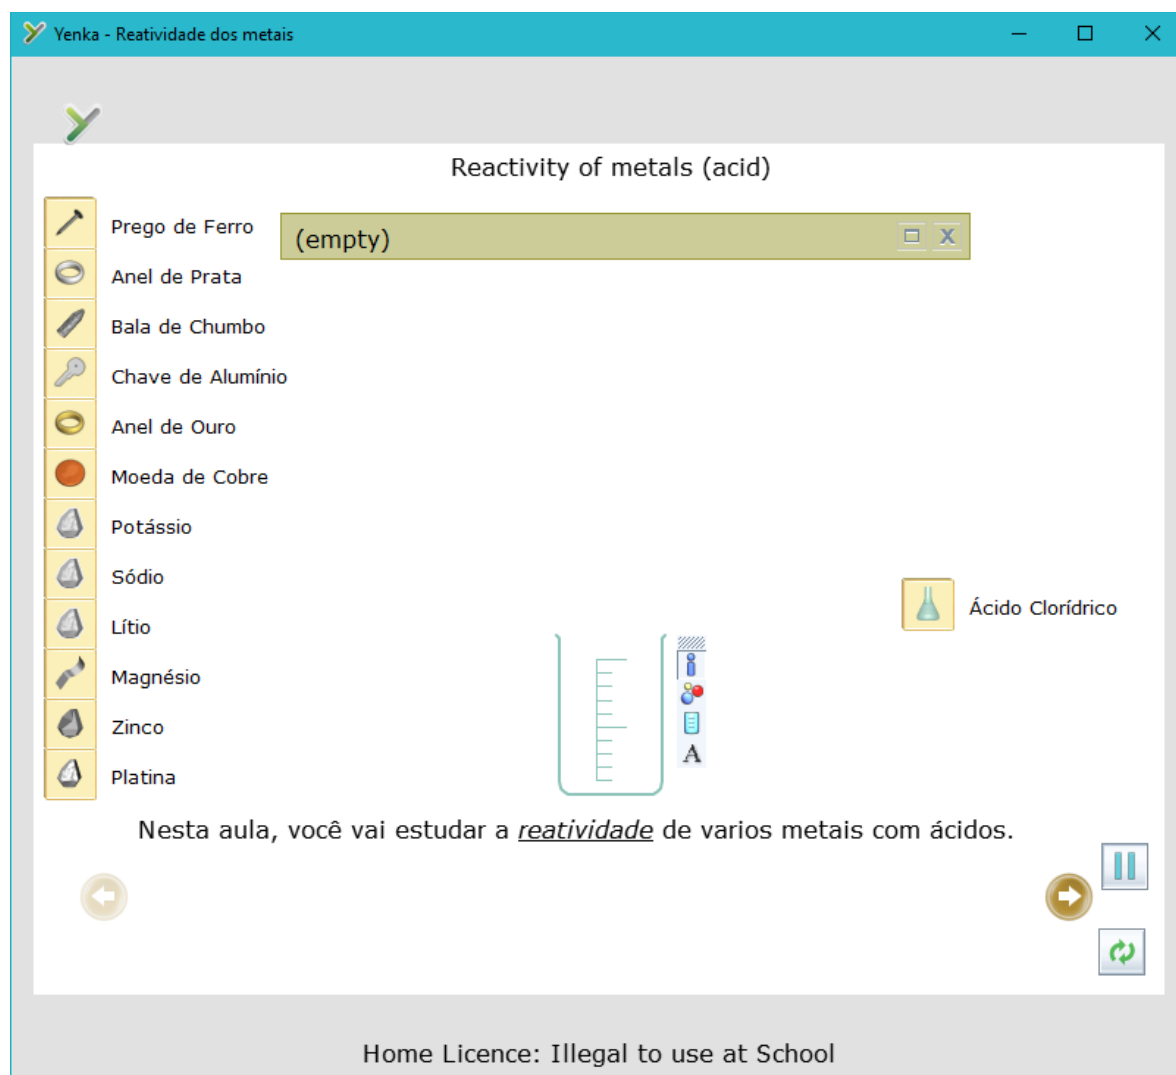 Yenka - Reatividade dos metais
Reactivity of metals (acid)
Prego de Ferro
(empty)
X
Anel de Prata
Bala de Chumbo
Chave de Alumínio
Anel de Ouro
Moeda de Cobre
Potássio
Sódio
Ácido Clorídrico
Lítio
Magnésio
A
Zinco
Platina
Nesta aula, você vai estudar a reatividade de varios metais com ácidos.
Home Licence: Illegal to use at School